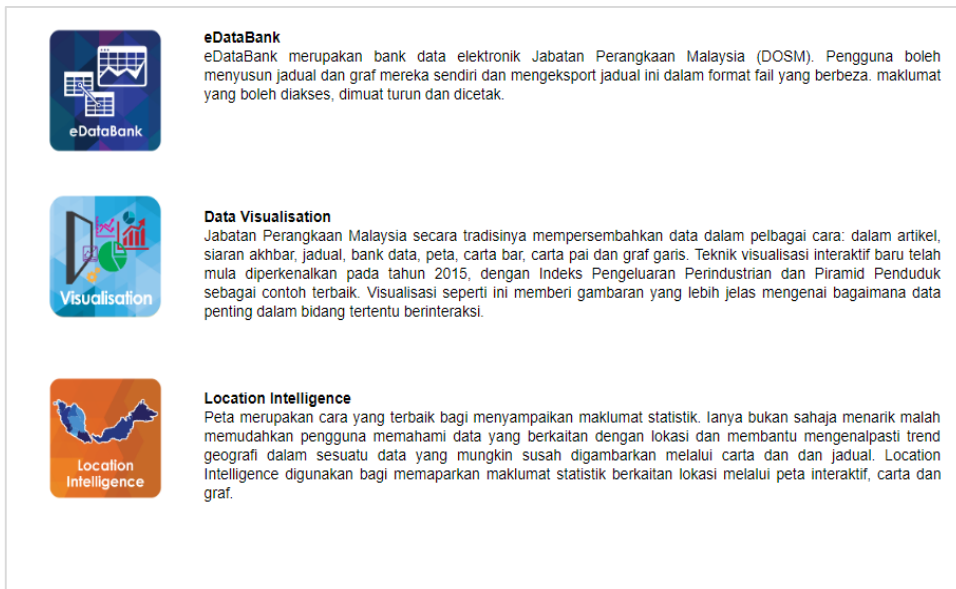 eDataBank
eDataBank merupakan bank data elektronik Jabatan Perangkaan Malaysia (DOSM). Pengguna boleh
menyusun jadual dan graf mereka sendiri dan mengeksport jadual ini dalam format fail yang berbeza. maklumat
yang boleh diakses, dimuat turun dan dicetak.
eDataBank
Data Visualisation
Jabatan Perangkaan Malaysia secara tradisinya mempersembahkan data dalam pelbagai cara: dalam artikel,
siaran akhbar, jadual, bank data, peta, carta bar, carta pai dan graf garis. Teknik visualisasi interaktif baru telah
mula diperkenalkan pada tahun 2015, dengan Indeks Pengeluaran Perindustrian dan Piramid Penduduk
sebagai contoh terbaik. Visualisasi seperti ini memberi gambaran yang lebih jelas mengenai bagaimana data
penting dalam bidang tertentu berinteraksi.
Visualisation
Location Intelligence
Peta merupakan cara yang terbaik bagi menyampaikan maklumat statistik. Ianya bukan sahaja menarik malah
memudahkan pengguna memahami data yang berkaitan dengan lokasi dan membantu mengenalpasti trend
geografi dalam sesuatu data yang mungkin susah digambarkan melalui carta dan dan jadual. Location
Intelligence digunakan bagi memaparkan maklumat statistik berkaitan lokasi melalui peta interaktif, carta dan
graf.
Location
Intelligence